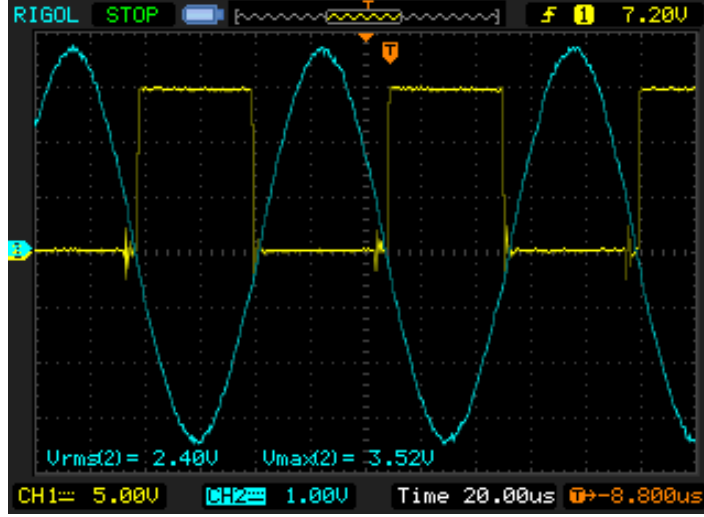 RIGOL STOP T f 1 7.20V
T
Vrms(2)= 2.40V Vmax(2)= 3.52V
CH1 5.00V CH2 1.00V Time 20.00us T→-8.800us